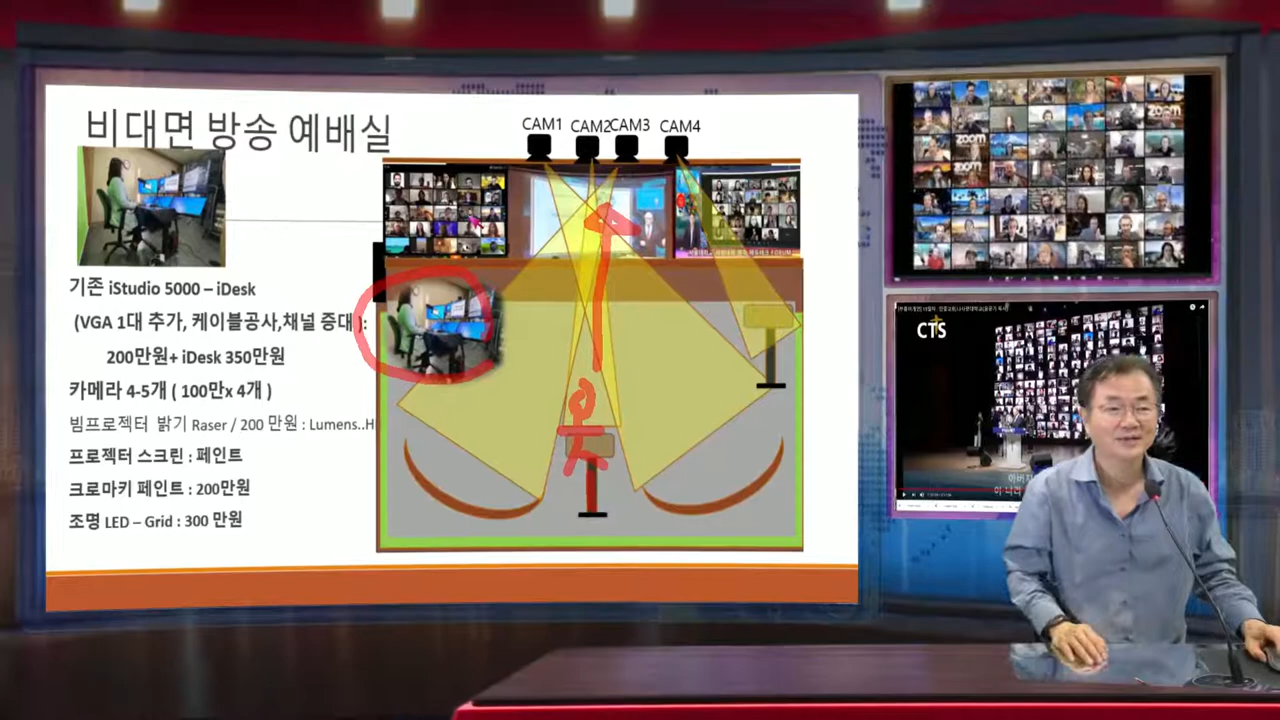 비대면 방송 예배실
CAM1
CAM2
CAM3
CAM4
기존 iStudio 5000 – iDesk
(VGA 1대 추가, 케이블공사,채널 증대 ):
200만원+ iDesk 350만원
카메라 4-5개 ( 100만x 4개 )
빔프로젝터 밝기 Raser / 200 만원 : Lumens..H
프로젝터 스크린 : 페인트
크로마키 페인트 : 200만원
조명 LED – Grid : 300 만원
zoom
zoom
zoom
zoom
CTS